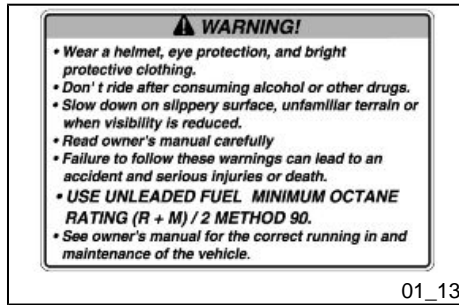 WARNING!
• Wear a helmet, eye protection, and bright
protective clothing.
• Don' t ride after consuming alcohol or other drugs.
• Slow down on slippery surface, unfamiliar terrain or
when visibility is reduced.
• Read owner's manual carefully
• Failure to follow these warnings can lead to an
accident and serious injuries or death.
• USE UNLEADED FUEL MINIMUM OCTANE
RATING (R + M) / 2 METHOD 90.
• See owner's manual for the correct running in and
maintenance of the vehicle.
01_13